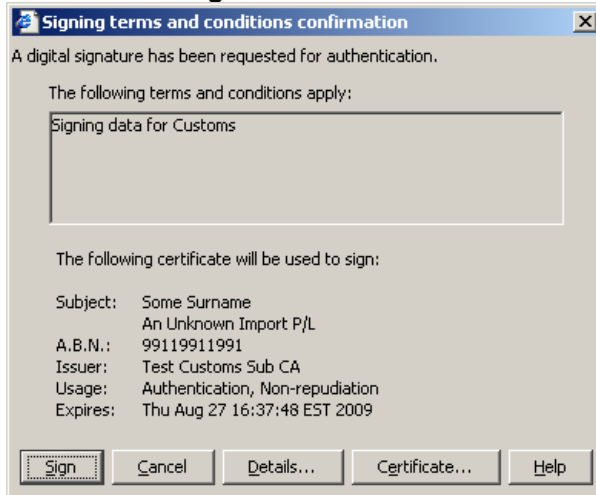 Signing terms and conditions confirmation
A digital signature has been requested for authentication.
The following terms and conditions apply:
Signing data for Customs
The following certificate will be used to sign:
Subject: Some Surname
An Unknown Import P/L
A.B.N.: 99119911991
Issuer: Test Customs Sub CA
Usage: Authentication, Non-repudiation
Expires: Thu Aug 27 16:37:48 EST 2009
Sign Cancel Details... Certificate... Help